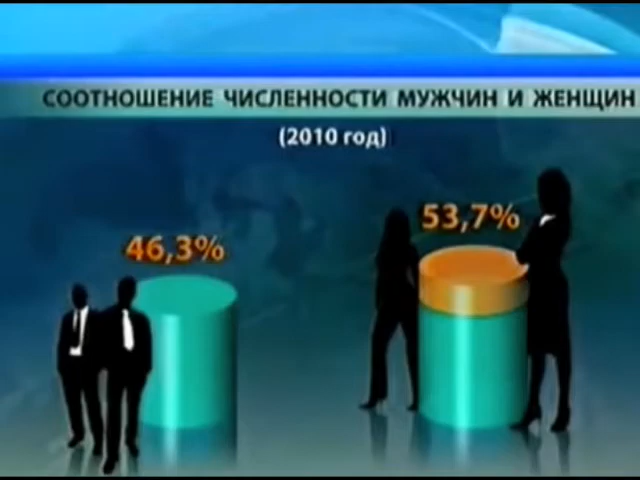 СООТНОШЕНИЕ ЧИСЛЕННОСТИ МУЖЧИН И ЖЕНЩИН
(2010 год)
53,7%
46,3%